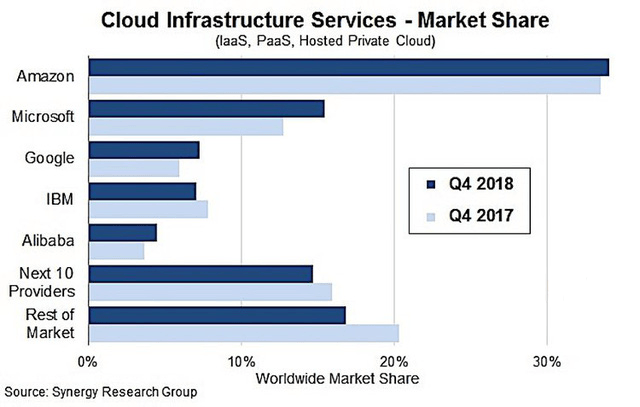 Cloud Infrastructure Services - Market Share
(IaaS, PaaS, Hosted Private Cloud)
Amazon
Microsoft
Google
IBM
Alibaba
Next 10
Providers
Rest of
Market
Q4 2018
Q4 2017
0%
10%
20%
30%
Worldwide Market Share
Source: Synergy Research Group